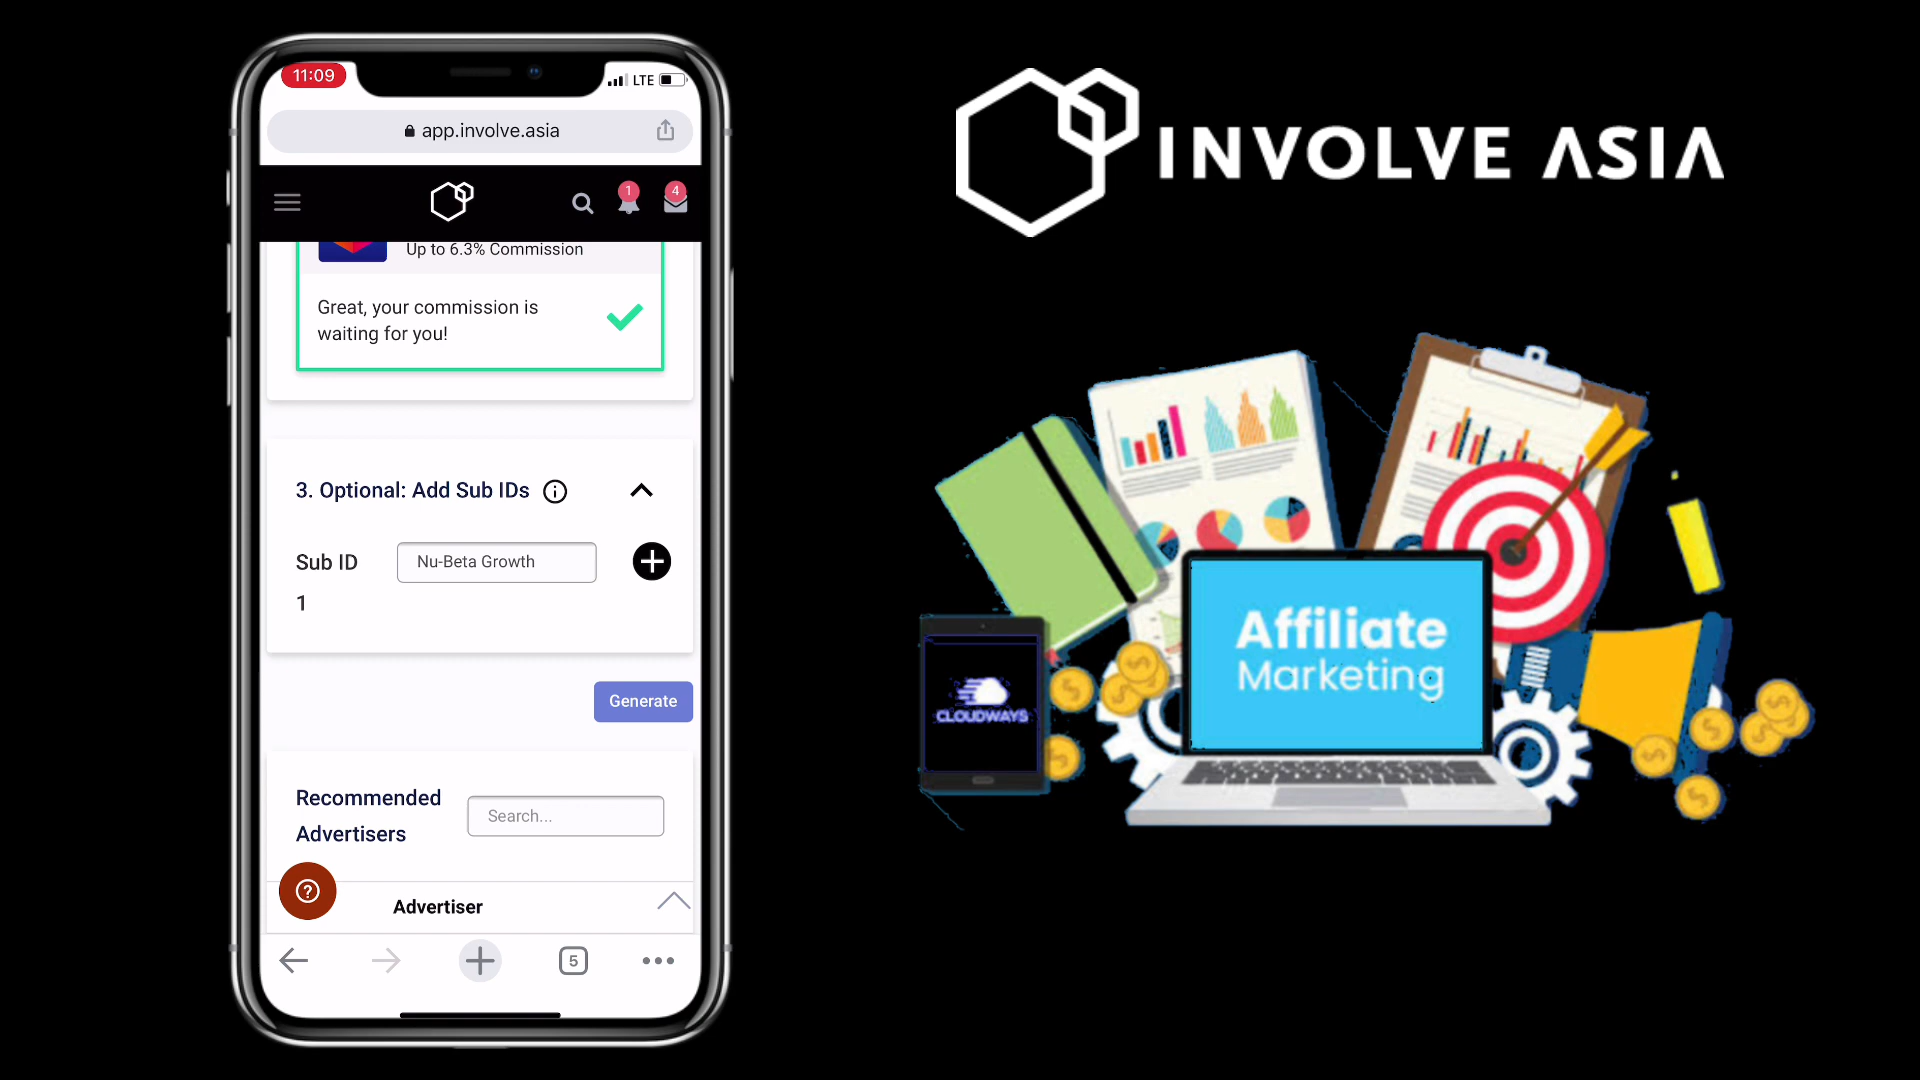 11:09
LTE
app.involve.asia
1
4
Up to 6.3% Commission
Great, your commission is
waiting for you!
3. Optional: Add Sub IDs
Sub ID
1
Nu-Beta Growth
Generate
Recommended
Advertisers
Search...
Advertiser
5
INVOLVE ASIA
Affiliate
Marketing
CLOUDWAYS